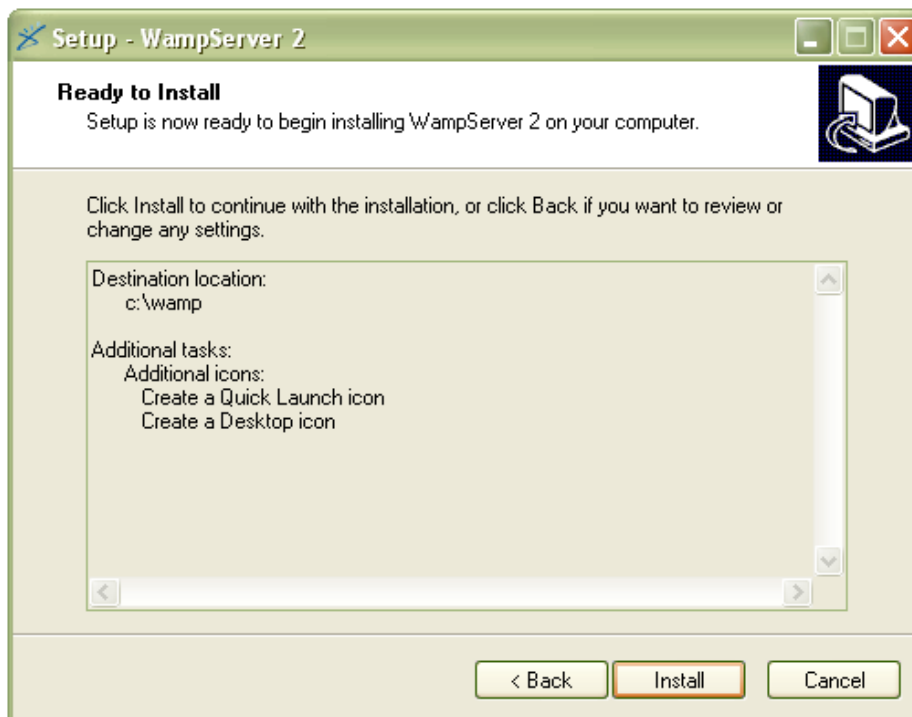 Setup - WampServer 2
Ready to Install
Setup is now ready to begin installing WampServer 2 on your computer.
Click Install to continue with the installation, or click Back if you want to review or
change any settings.
Destination location:
c:\wamp
Additional tasks:
Additional icons:
Create a Quick Launch icon
Create a Desktop icon
< Back
Install
Cancel